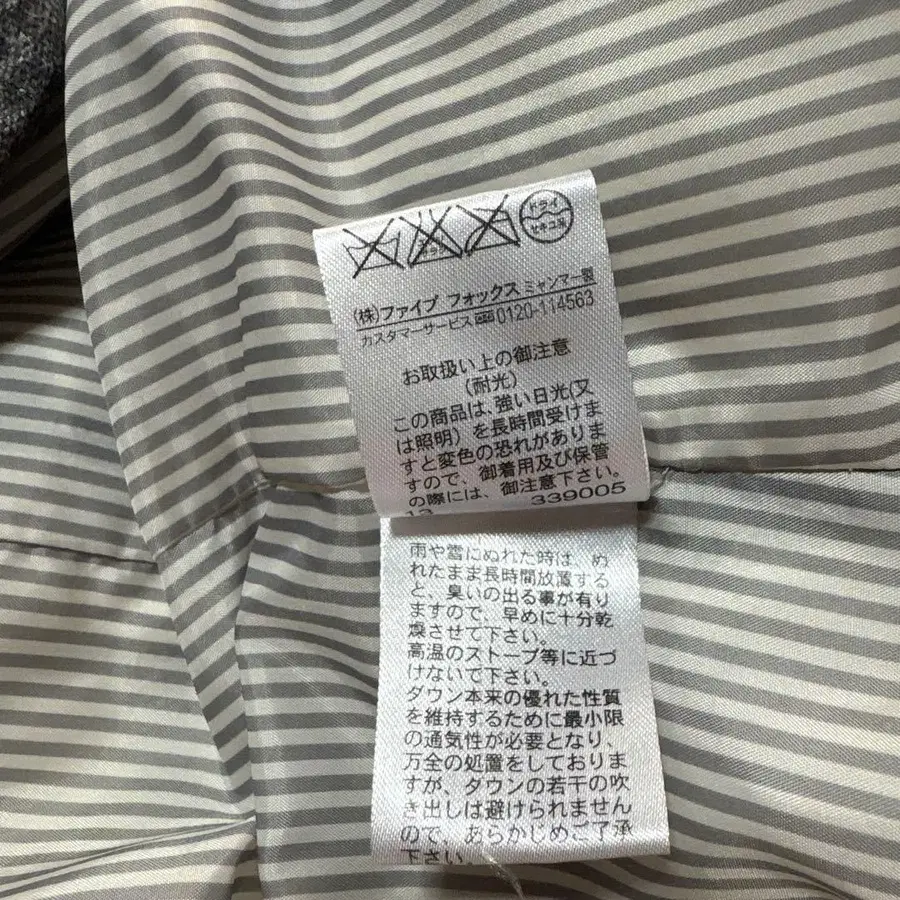 ドライ
セキユ系
(株)ファイブ フォックス ミャンマー製
カスタマーサービス 0120-114563
お取扱い上の御注意
(耐光)
この商品は、強い日光(又
は照明)を長時間受けま
すと変色の恐れがありま
すので、御着用及び保管
の際には、御注意下さい。
13 339005
雨や雪にぬれた時は、ぬ
れたまま長時間放置する
と、臭いの出る事が有り
ますので、早めに十分乾
燥させて下さい。
高温のストーブ等に近づ
けないで下さい。
ダウン本来の優れた性質
を維持するために最小限
の通気性が必要となり、
万全の処置をしておりま
すが、ダウンの若干の吹
き出しは避けられません
ので、あらかじめご了承
下さい。